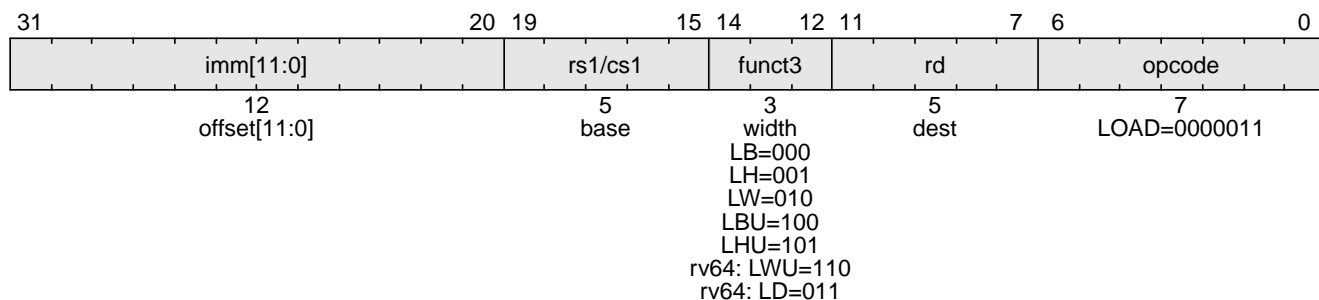 31 20 19 15 14 12 11 7 6 0
imm[11:0] rs1/cs1 funct3 rd opcode
12 5 3 5 7
offset[11:0] base width dest LOAD=0000011
LB=000
LH=001
LW=010
LBU=100
LHU=101
rv64: LWU=110
rv64: LD=011